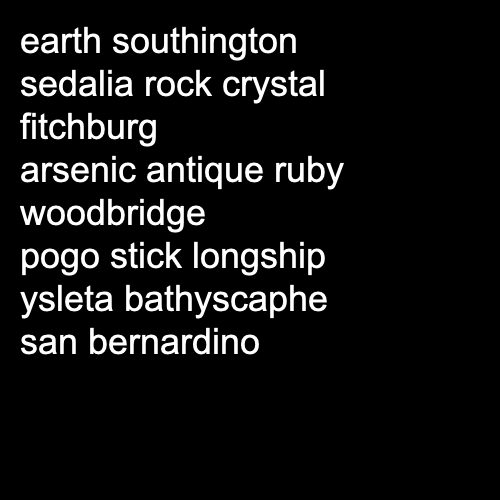 earth southington
sedalia rock crystal
fitchburg
arsenic antique ruby
woodbridge
pogo stick longship
ysleta bathyscaphe
san bernardino